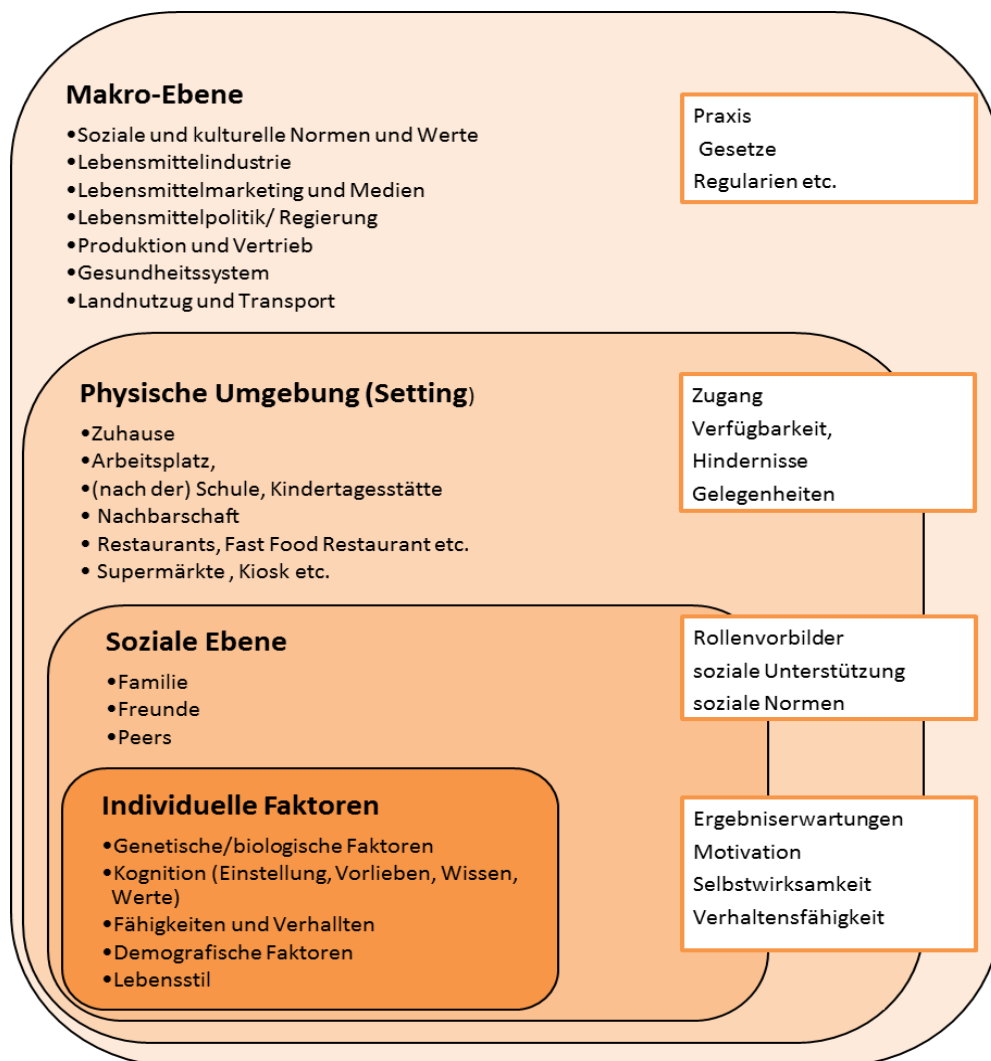 Makro-Ebene
•Soziale und kulturelle Normen und Werte
•Lebensmittelindustrie
•Lebensmittelmarketing und Medien
•Lebensmittelpolitik/ Regierung
•Produktion und Vertrieb
•Gesundheitssystem
•Landnutzug und Transport
Praxis
Gesetze
Regularien etc.
Physische Umgebung (Setting)
•Zuhause
•Arbeitsplatz,
•(nach der) Schule, Kindertagesstätte
• Nachbarschaft
• Restaurants, Fast Food Restaurant etc.
• Supermärkte , Kiosk etc.
Zugang
Verfügbarkeit,
Hindernisse
Gelegenheiten
Soziale Ebene
•Familie
•Freunde
•Peers
Rollenvorbilder
soziale Unterstützung
soziale Normen
Individuelle Faktoren
•Genetische/biologische Faktoren
•Kognition (Einstellung, Vorlieben, Wissen,
Werte)
•Fähigkeiten und Verhallten
•Demografische Faktoren
•Lebensstil
Ergebniserwartungen
Motivation
Selbstwirksamkeit
Verhaltensfähigkeit